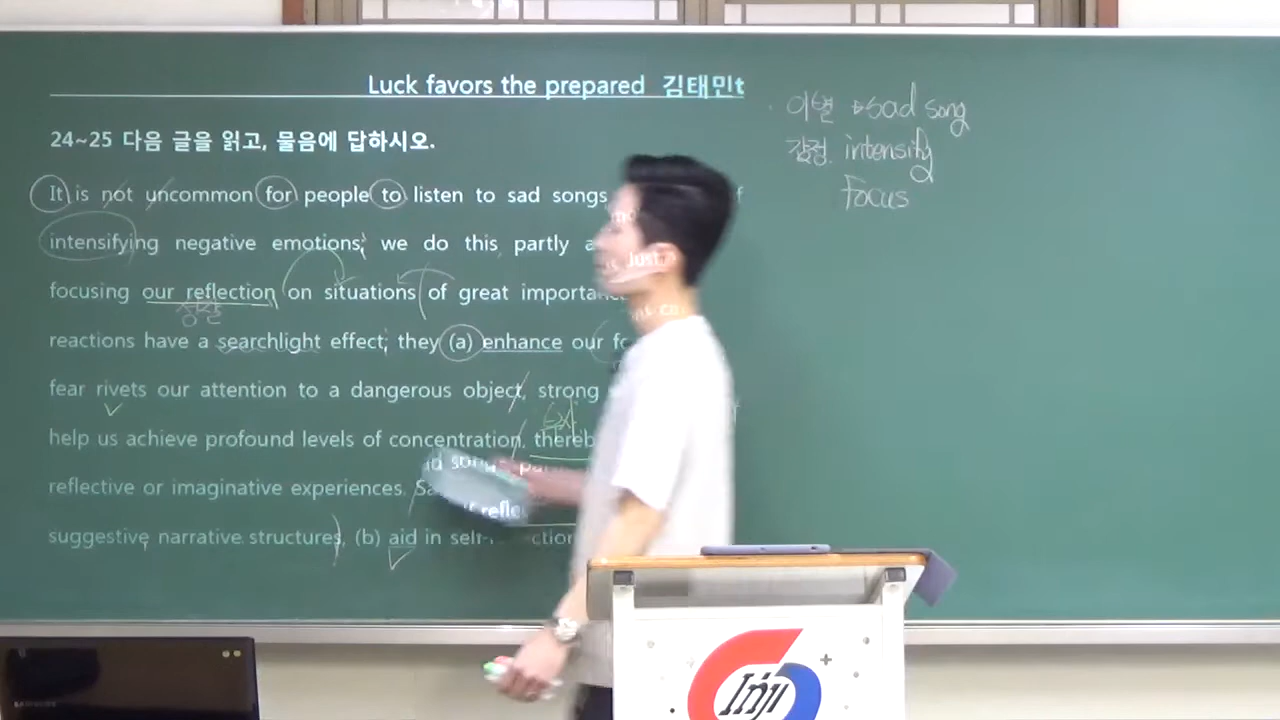 Luck favors the prepared 김태민t
24~25 다음 글을 읽고, 물음에 답하시오.
It is not uncommon for people to listen to sad songs
intensifying negative emotions; we do this partly
focusing our reflection on situations of great
성찰
reactions have a searchlight effect; they (a) enhance our
fear rivets our attention to a dangerous object, strong
help us achieve profound levels of concentration,
reflective or imaginative experiences.
suggestive narrative structures, (b) aid in
이별 sad song
감정. intensify
focus
Inji
SAMSUNG